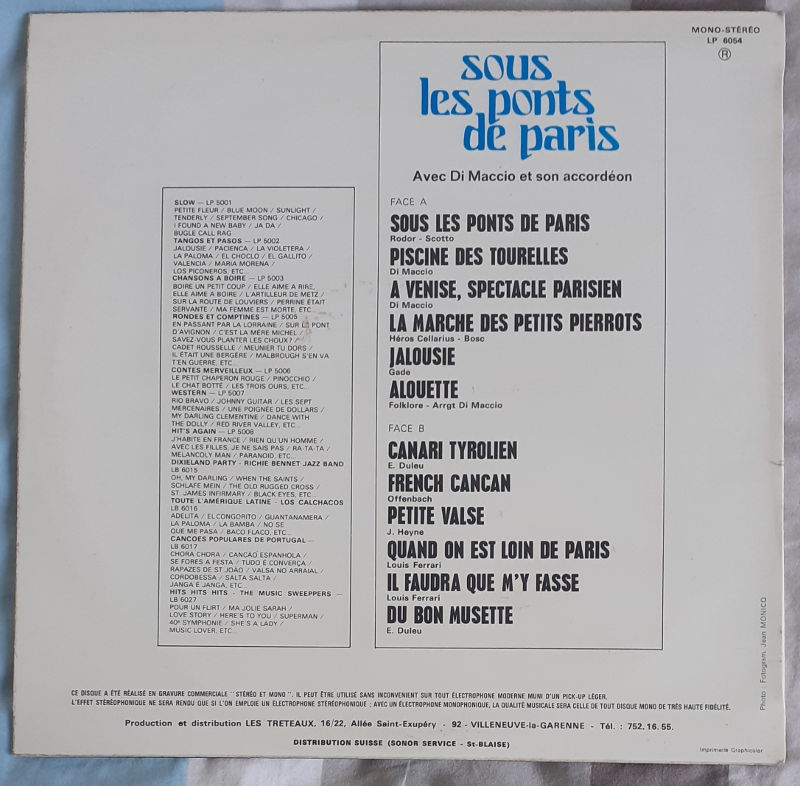 MONO-STÉRÉO
LP 6054
R
sous
les ponts
de paris
Avec Di Maccio et son accordéon
FACE A
SOUS LES PONTS DE PARIS
Rodor - Scotto
PISCINE DES TOURELLES
Di Maccio
A VENISE, SPECTACLE PARISIEN
Di Maccio
LA MARCHE DES PETITS PIERROTS
Héros Cellarius - Bosc
JALOUSIE
Gade
ALOUETTE
Folklore - Arrgt Di Maccio
FACE B
CANARI TYROLIEN
E. Duleu
FRENCH CANCAN
Offenbach
PETITE VALSE
J. Heyne
QUAND ON EST LOIN DE PARIS
Louis Ferrari
IL FAUDRA QUE M'Y FASSE
Louis Ferrari
DU BON MUSETTE
E. Duleu
SLOW — LP 5001
PETITE FLEUR / BLUE MOON / SUNLIGHT /
TENDERLY / SEPTEMBER SONG / CHICAGO /
I FOUND A NEW BABY / JA DA /
BUGLE CALL RAG
TANGOS ET PASOS — LP 5002
JALOUSIE / PACIENCA / LA VIOLETERA /
LA PALOMA / EL CHOCLO / EL GALLITO /
VALENCIA / MARIA MORENA /
LOS PICONEROS, ETC...
CHANSONS A BOIRE — LP 5003
BOIRE UN PETIT COUP / ELLE AIME A RIRE,
ELLE AIME A BOIRE / L'ARTILLEUR DE METZ /
SUR LA ROUTE DE LOUVIERS / PERRINE ÉTAIT
SERVANTE / MA FEMME EST MORTE, ETC...
RONDES ET COMPTINES — LP 5005
EN PASSANT PAR LA LORRAINE / SUR LE PONT
D'AVIGNON / C'EST LA MÈRE MICHEL /
SAVEZ-VOUS PLANTER LES CHOUX? /
CADET ROUSSELLE / MEUNIER TU DORS /
IL ÉTAIT UNE BERGÈRE / MALBROUGH S'EN VA
T'EN GUERRE, ETC...
CONTES MERVEILLEUX — LP 5006
LE PETIT CHAPERON ROUGE / PINOCCHIO /
LE CHAT BOTTÉ / LES TROIS OURS, ETC...
WESTERN — LP 5007
RIO BRAVO / JOHNNY GUITAR / LES SEPT
MERCENAIRES / UNE POIGNÉE DE DOLLARS /
MY DARLING CLEMENTINE / DANCE WITH
THE DOLLY / RED RIVER VALLEY, ETC...
HIT'S AGAIN — LP 5008
J'HABITE EN FRANCE / RIEN QU'UN HOMME /
AVEC LES FILLES, JE NE SAIS PAS / RA-TA-TA /
MELANCOLY MAN / PARANOID, ETC...
DIXIELAND PARTY - RICHIE BENNET JAZZ BAND
LB 6015
OH, MY DARLING / WHEN THE SAINTS /
SCHLAFE MEIN / THE OLD RUGGED CROSS /
ST. JAMES INFIRMARY / BLACK EYES, ETC...
TOUTE L'AMÉRIQUE LATINE - LOS CALCHACOS
LB 6016
ADELITA / EL CONGORITO / GUANTANAMERA /
LA PALOMA / LA BAMBA / NO SE
QUE ME PASA / BACO FLACO, ETC...
CANCOES POPULARES DE PORTUGAL —
LB 6017
CHORA CHORA / CANCÃO ESPANHOLA /
SE FORES A FESTA / TUDO É CONVERÇA /
RAPAZES DE ST JOÃO / VALSA NO ARRAIAL /
CORDOBESSA / SALTA SALTA /
JANGA É JANGA, ETC...
HITS HITS HITS - THE MUSIC SWEEPPERS —
LB 6027
POUR UN FLIRT / MA JOLIE SARAH /
LOVE STORY / HERE'S TO YOU / SUPERMAN /
40e SYMPHONIE / SHE'S A LADY /
MUSIC LOVER, ETC...
CE DISQUE A ÉTÉ RÉALISÉ EN GRAVURE COMMERCIALE "STÉRÉO ET MONO". IL PEUT ÊTRE UTILISÉ SANS INCONVENIENT SUR TOUT ÉLECTROPHONE MODERNE MUNI D'UN PICK-UP LÉGER.
L'EFFET STÉRÉOPHONIQUE NE SERA RENDU QUE SI L'ON EMPLOIE UN ÉLECTROPHONE STÉRÉOPHONIQUE ; AVEC UN ÉLECTROPHONE MONOPHONIQUE, LA QUALITÉ MUSICALE SERA CELLE DE TOUT DISQUE MONO DE TRÈS HAUTE FIDÉLITÉ.
Production et distribution LES TRETEAUX. 16/22, Allée Saint-Exupéry - 92 - VILLENEUVE-la-GARENNE - Tél. : 752.16.55.
DISTRIBUTION SUISSE (SONOR SERVICE - St-BLAISE)
Imprimerie Graphicolor
Photo : Fotogram, Jean MONICO